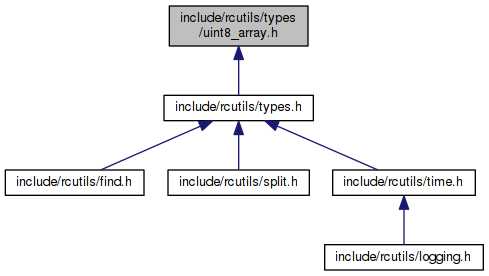 include/rcutils/types
/uint8_array.h
include/rcutils/types.h
include/rcutils/find.h
include/rcutils/split.h
include/rcutils/time.h
include/rcutils/logging.h